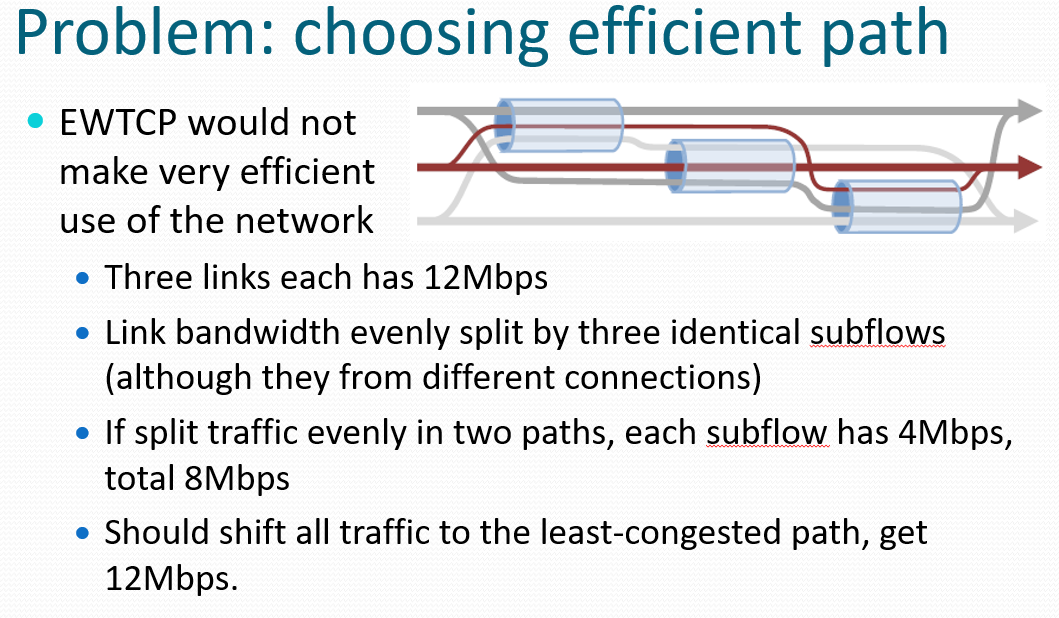 Problem: choosing efficient path
EWTCP would not
make very efficient
use of the network
Three links each has 12Mbps
Link bandwidth evenly split by three identical subflows
(although they from different connections)
If split traffic evenly in two paths, each subflow has 4Mbps,
total 8Mbps
Should shift all traffic to the least-congested path, get
12Mbps.